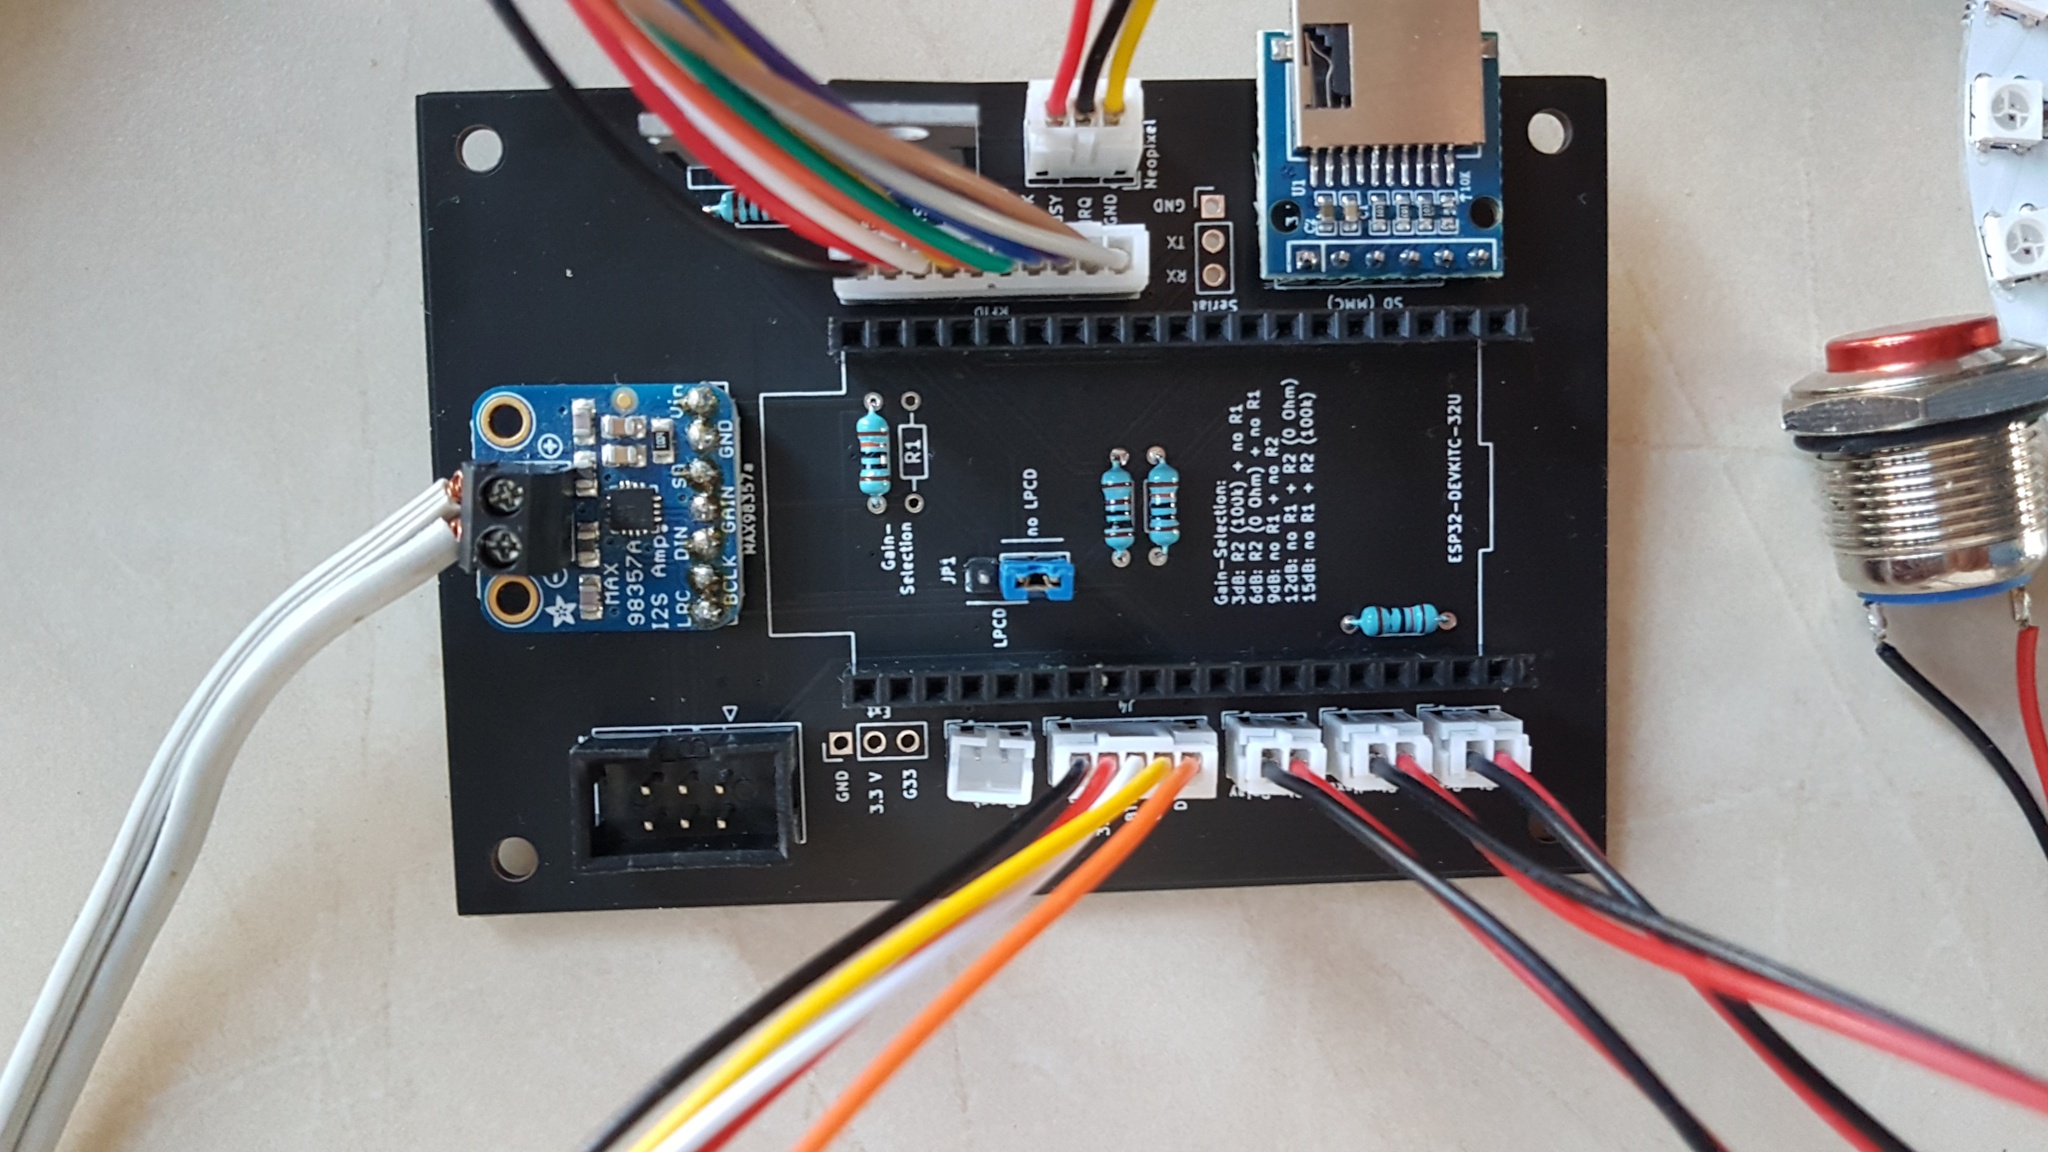 MAX
98357A
I2S Amp
LRC DIN SD Vin
BCLK GAIN GND
MAX98357a
GND
3.3 V
G33
Ext
Gain-
Selection
R1
JP1
LPCD
no LPCD
J4
IRQ
GND
Neopixel
RX
TX
GND
Serial
Gain-Selection:
3dB: R2 (100k) + no R1
6dB: R2 (0 Ohm) + no R1
9dB: no R1 + no R2
12dB: no R1 + R2 (0 Ohm)
15dB: no R1 + R2 (100k)
SD (MMC)
C2
U1
C1
10K
ESP32-DEVKITC-32U